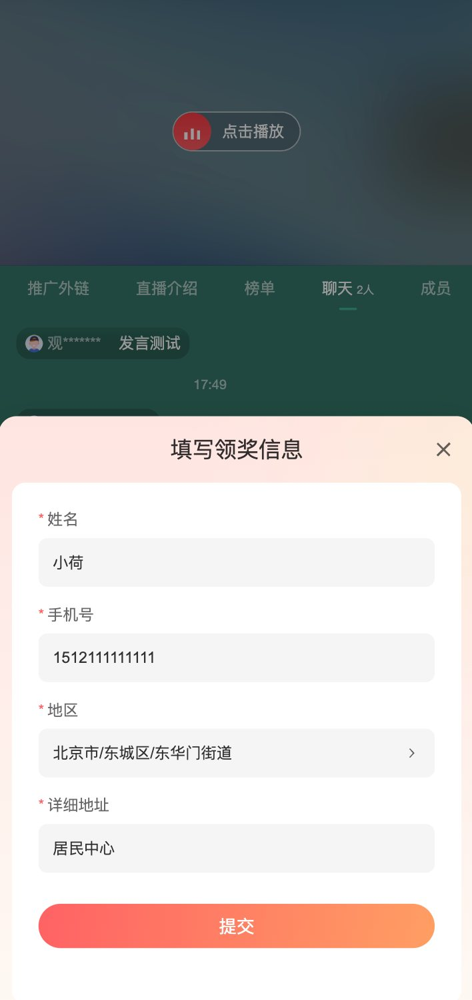 点击播放
推广外链 直播介绍 榜单 聊天 2人 成员
观******* 发言测试
17:49
填写领奖信息
* 姓名
小荷
* 手机号
1512111111111
* 地区
北京市/东城区/东华门街道
* 详细地址
居民中心
提交